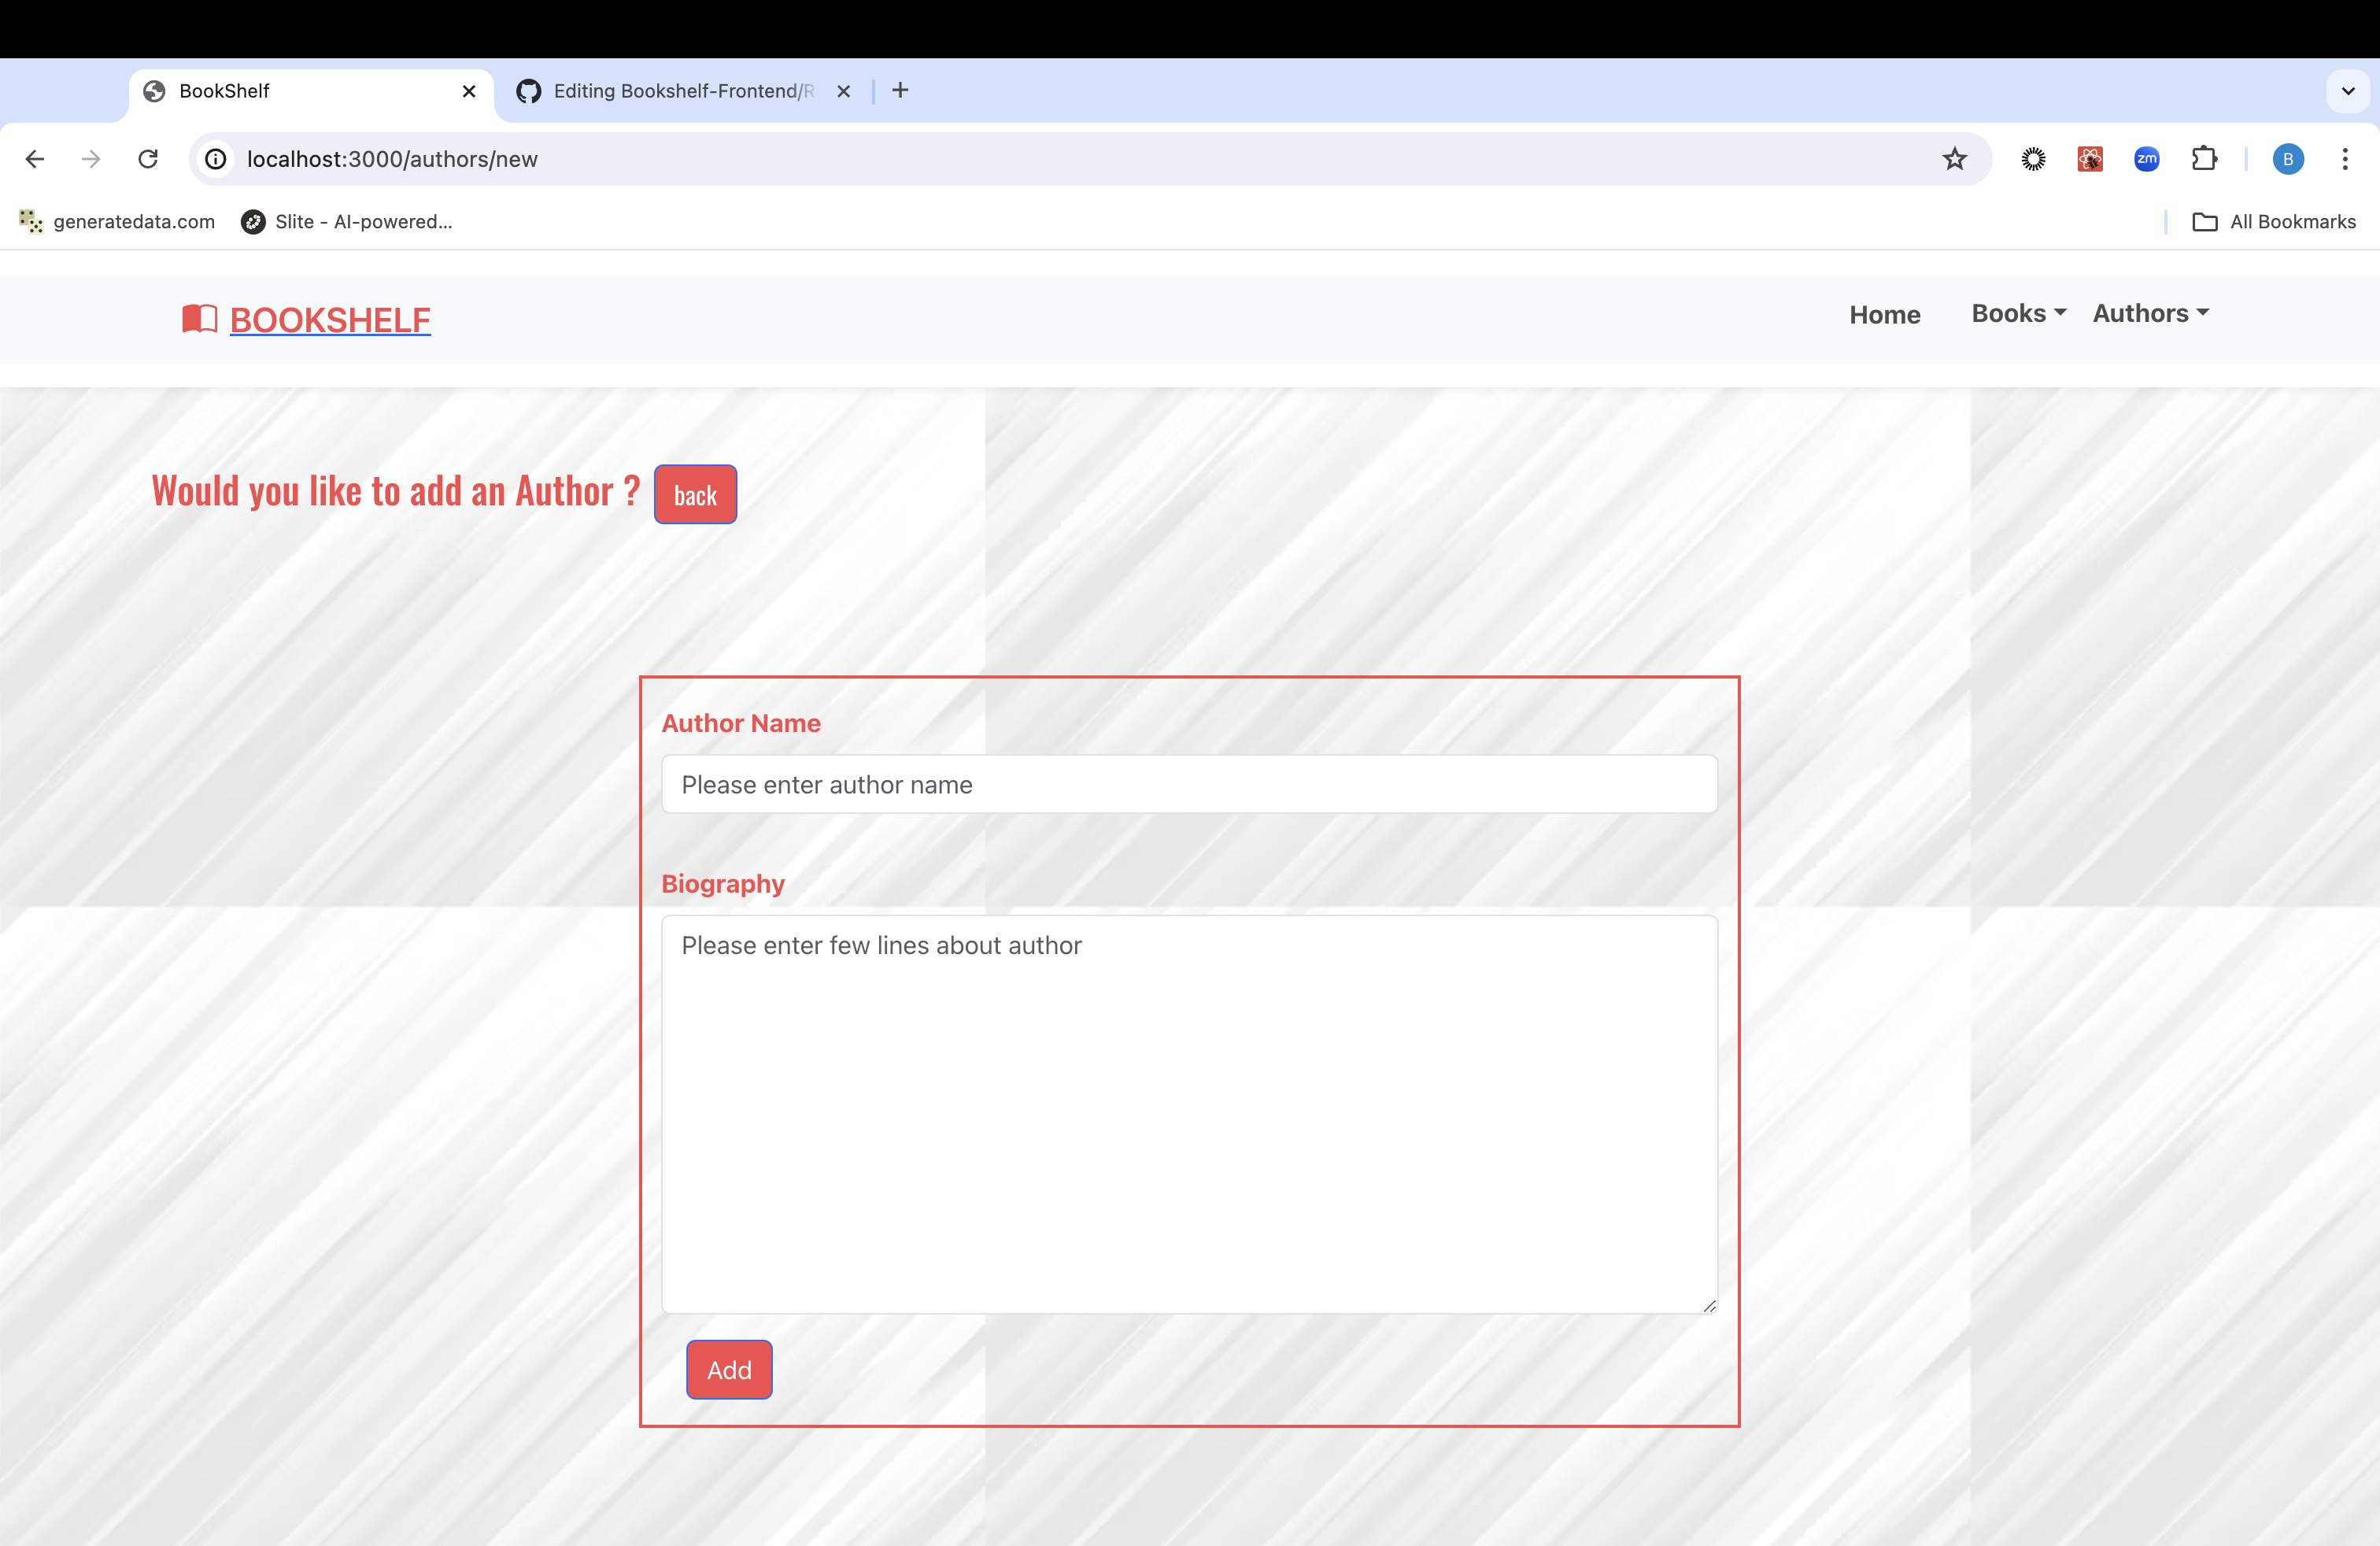 BookShelf
Editing Bookshelf-Frontend/R
localhost:3000/authors/new
zm
B
generatedata.com
Slite - AI-powered...
All Bookmarks
BOOKSHELF
Home
Books
Authors
Would you like to add an Author ?
back
Author Name
Please enter author name
Biography
Please enter few lines about author
Add